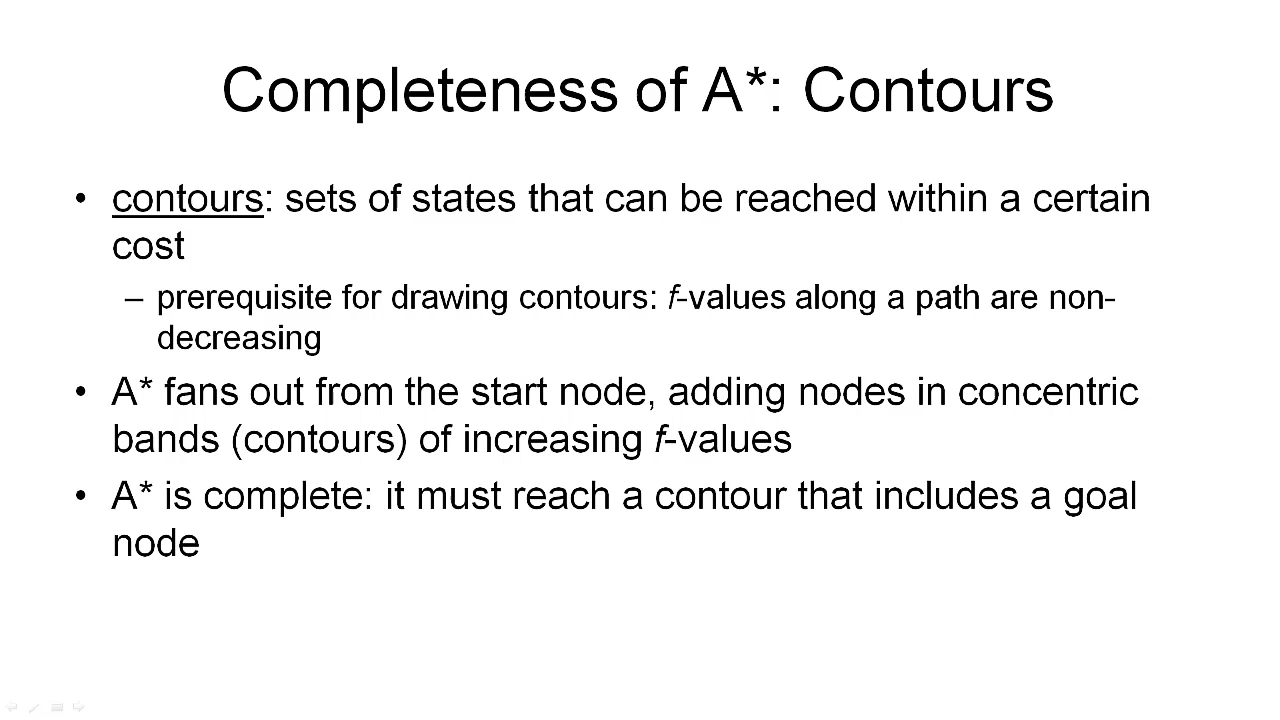 Completeness of A*: Contours
• contours: sets of states that can be reached within a certain
cost
– prerequisite for drawing contours: f-values along a path are non-
decreasing
• A* fans out from the start node, adding nodes in concentric
bands (contours) of increasing f-values
• A* is complete: it must reach a contour that includes a goal
node